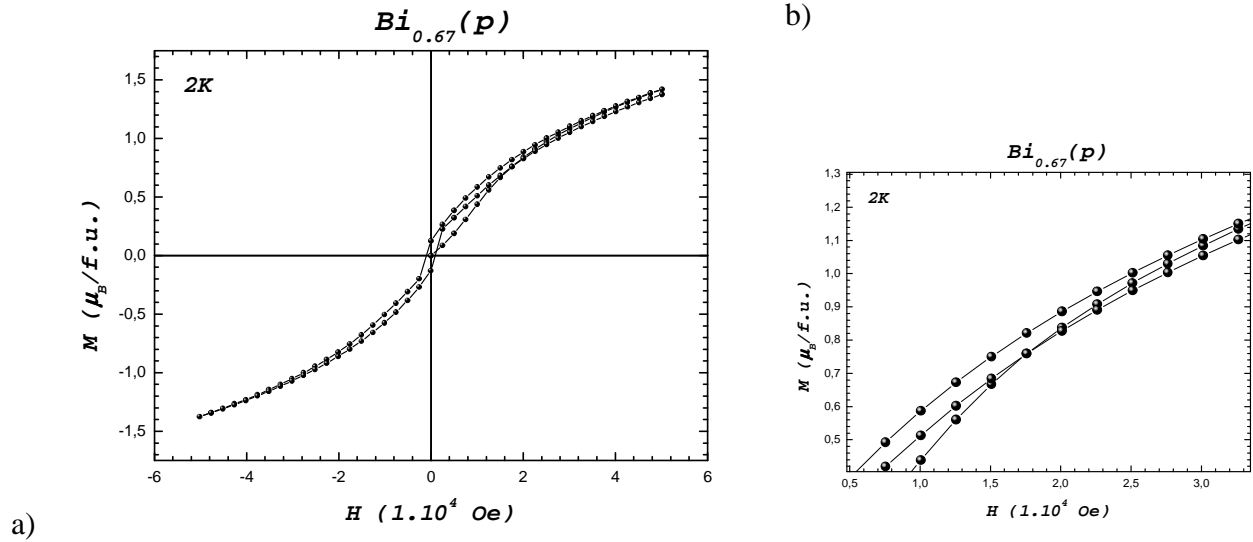 Bi0.67(p)
2K
1,5
1,0
0,5
0,0
-0,5
-1,0
-1,5
-6 -4 -2 0 2 4 6
M (μB/f.u.)
H (1.10^4 Oe)
a)
b)
Bi0.67(p)
2K
1,3
1,2
1,1
1,0
0,9
0,8
0,7
0,6
0,5
0,5 1,0 1,5 2,0 2,5 3,0
M (μB/f.u.)
H (1.10^4 Oe)